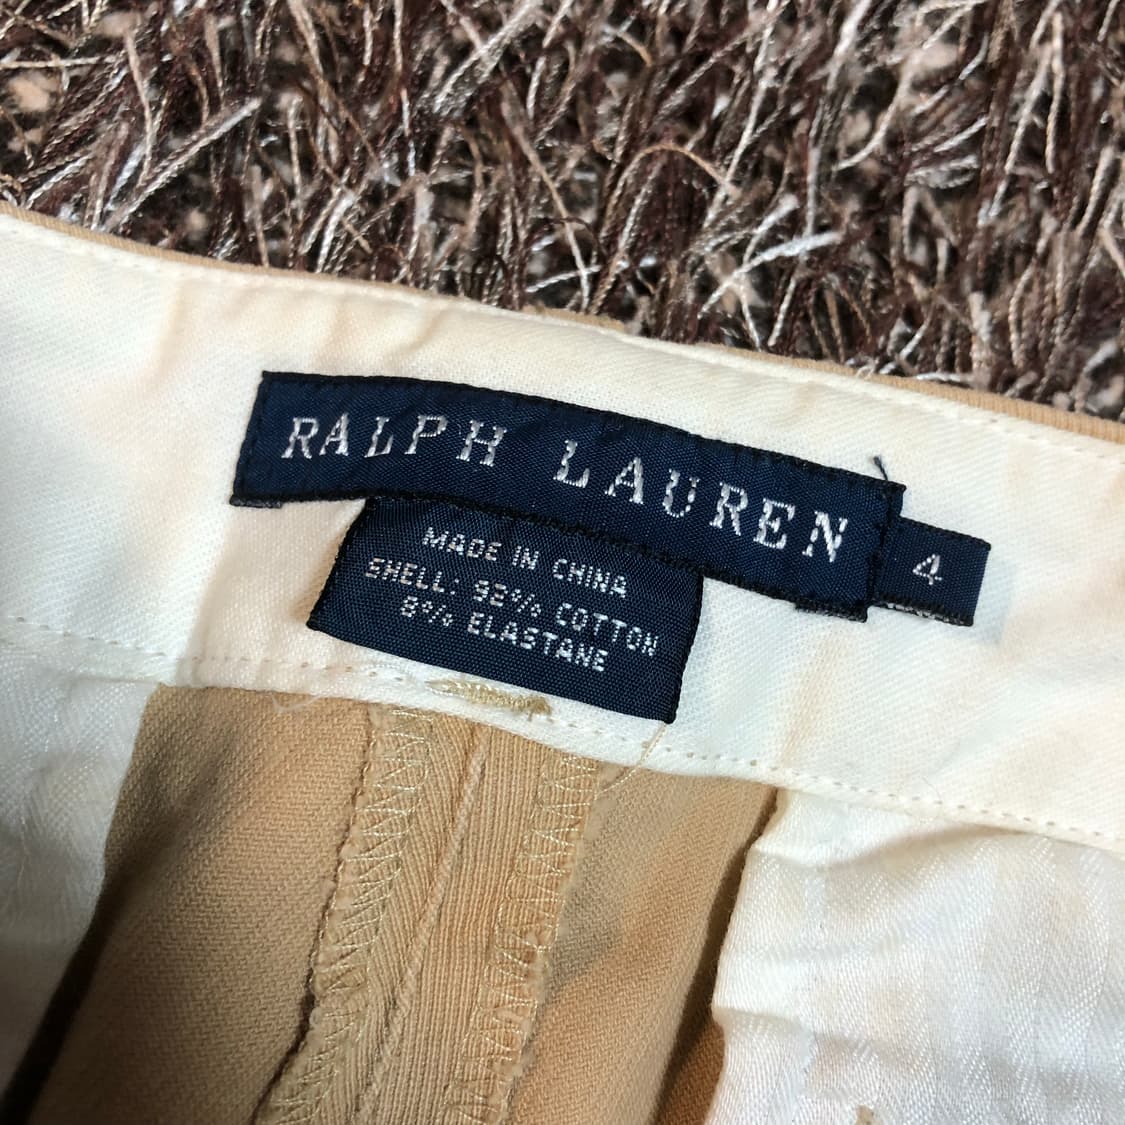 RALPH LAUREN
4
MADE IN CHINA
SHELL: 92% COTTON
8% ELASTANE